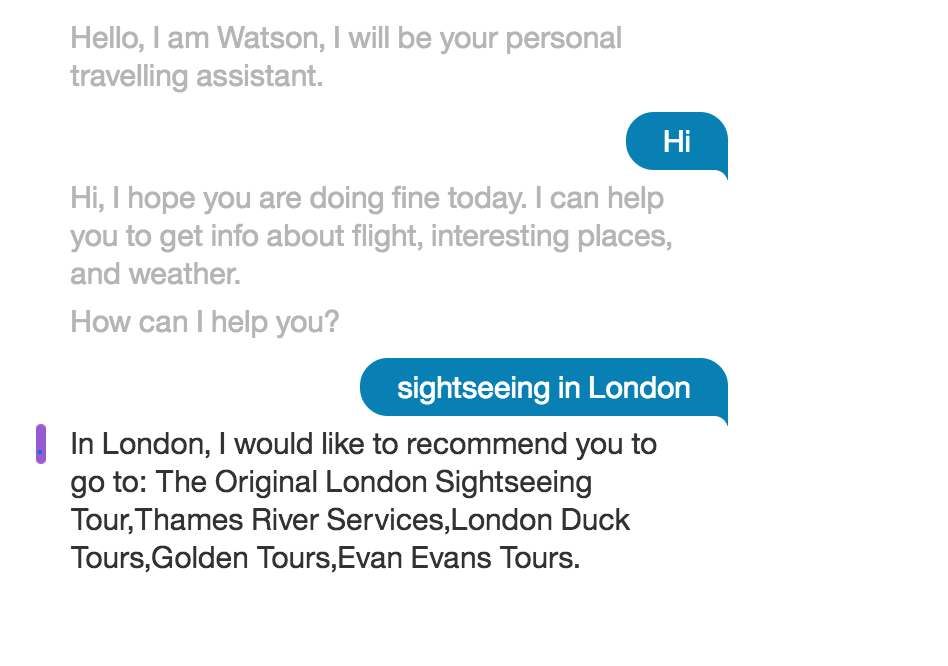 Hello, I am Watson, I will be your personal
travelling assistant.
Hi
Hi, I hope you are doing fine today. I can help
you to get info about flight, interesting places,
and weather.
How can I help you?
sightseeing in London
In London, I would like to recommend you to
go to: The Original London Sightseeing
Tour,Thames River Services,London Duck
Tours,Golden Tours,Evan Evans Tours.